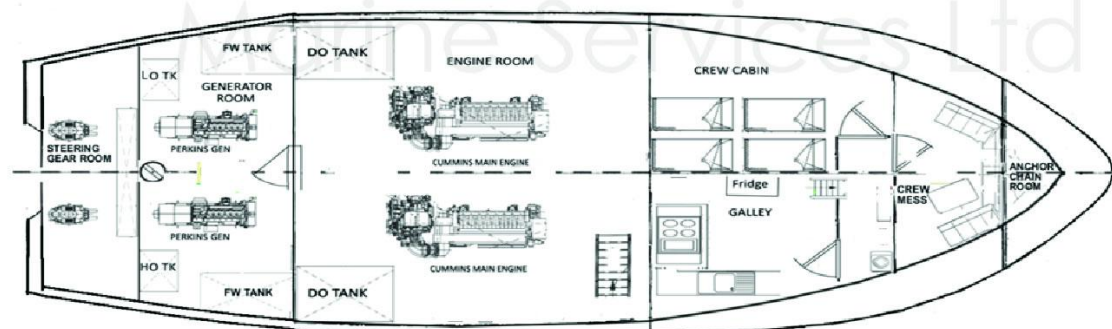 Marine Services Ltd
FW TANK
DO TANK
ENGINE ROOM
CREW CABIN
LO TK
GENERATOR
ROOM
PERKINS GEN
STEERING
GEAR ROOM
CUMMINS MAIN ENGINE
ANCHOR
CHAIN
ROOM
Fridge
CREW
MESS
GALLEY
PERKINS GEN
HO TK
CUMMINS MAIN ENGINE
FW TANK
DO TANK